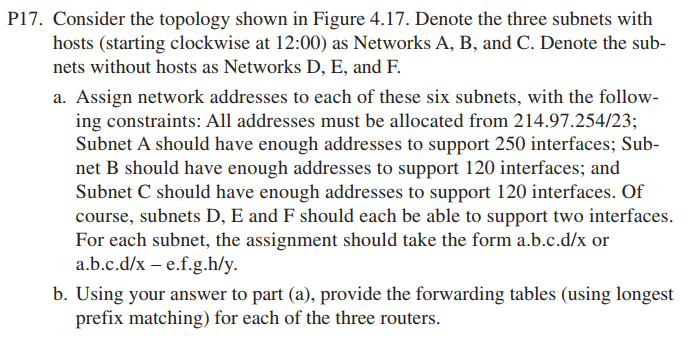 P17. Consider the topology shown in Figure 4.17. Denote the three subnets with
hosts (starting clockwise at 12:00) as Networks A, B, and C. Denote the sub-
nets without hosts as Networks D, E, and F.
a. Assign network addresses to each of these six subnets, with the follow-
ing constraints: All addresses must be allocated from 214.97.254/23;
Subnet A should have enough addresses to support 250 interfaces; Sub-
net B should have enough addresses to support 120 interfaces; and
Subnet C should have enough addresses to support 120 interfaces. Of
course, subnets D, E and F should each be able to support two interfaces.
For each subnet, the assignment should take the form a.b.c.d/x or
a.b.c.d/x – e.f.g.h/y.
b. Using your answer to part (a), provide the forwarding tables (using longest
prefix matching) for each of the three routers.